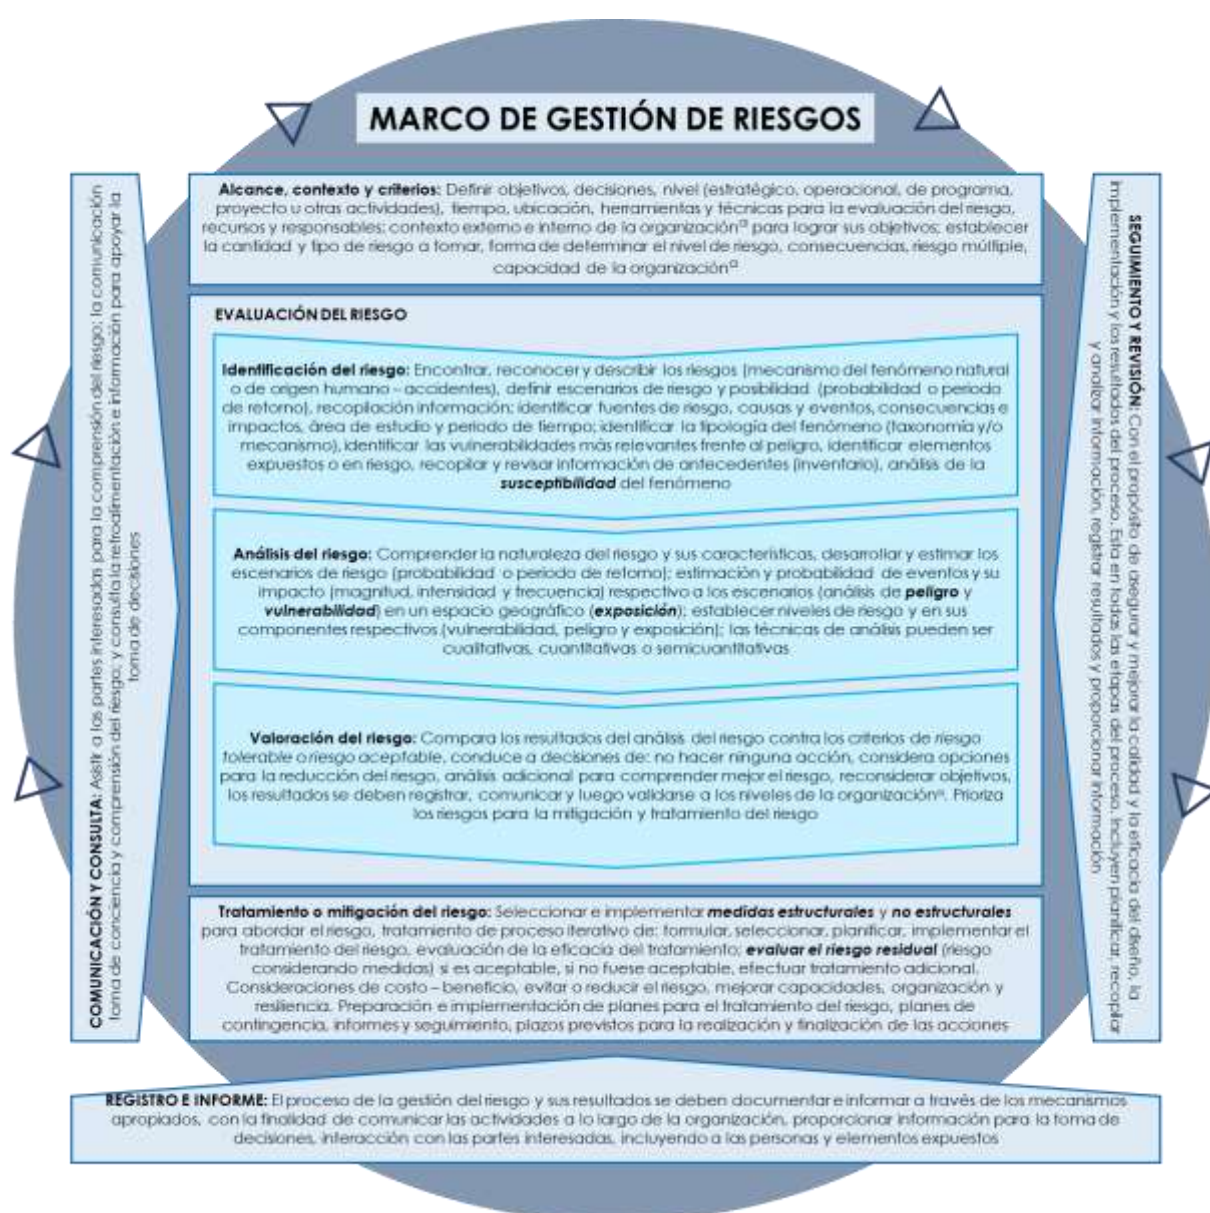 MARCO DE GESTIÓN DE RIESGOS
Alcance, contexto y criterios: Definir objetivos, decisiones, nivel (estratégico, operacional, de programa,
proyecto u otras actividades), tiempo, ubicación, herramientas y técnicas para la evaluación del riesgo,
recursos y responsables; contexto externo e interno de la organizaciónª para lograr sus objetivos; establecer
la cantidad y tipo de riesgo a tomar, forma de determinar el nivel de riesgo, consecuencias, riesgo múltiple,
capacidad de la organizaciónª
EVALUACIÓN DEL RIESGO
Identificación del riesgo: Encontrar, reconocer y describir los riesgos (mecanismo del fenómeno natural
o de origen humano – accidentes), definir escenarios de riesgo y posibilidad (probabilidad o periodo
de retorno), recopilación información; identificar fuentes de riesgo, causas y eventos, consecuencias e
impactos, área de estudio y periodo de tiempo; identificar la tipología del fenómeno (taxonomía y/o
mecanismo), identificar las vulnerabilidades más relevantes frente al peligro, identificar elementos
expuestos o en riesgo, recopilar y revisar información de antecedentes (inventario), análisis de la
susceptibilidad del fenómeno
Análisis del riesgo: Comprender la naturaleza del riesgo y sus características, desarrollar y estimar los
escenarios de riesgo (probabilidad o periodo de retorno); estimación y probabilidad de eventos y su
impacto (magnitud, intensidad y frecuencia) respectivo a los escenarios (análisis de peligro y
vulnerabilidad) en un espacio geográfico (exposición); establecer niveles de riesgo y en sus
componentes respectivos (vulnerabilidad, peligro y exposición); las técnicas de análisis pueden ser
cualitativas, cuantitativas o semicuantitativas
Valoración del riesgo: Compara los resultados del análisis del riesgo contra los criterios de riesgo
tolerable o riesgo aceptable, conduce a decisiones de: no hacer ninguna acción, considera opciones
para la reducción del riesgo, análisis adicional para comprender mejor el riesgo, reconsiderar objetivos,
los resultados se deben registrar, comunicar y luego validarse a los niveles de la organizaciónª. Prioriza
los riesgos para la mitigación y tratamiento del riesgo
Tratamiento o mitigación del riesgo: Seleccionar e implementar medidas estructurales y no estructurales
para abordar el riesgo, tratamiento de proceso iterativo de: formular, seleccionar, planificar, implementar el
tratamiento del riesgo, evaluación de la eficacia del tratamiento; evaluar el riesgo residual (riesgo
considerando medidas) si es aceptable, si no fuese aceptable, efectuar tratamiento adicional.
Consideraciones de costo – beneficio, evitar o reducir el riesgo, mejorar capacidades, organización y
resiliencia. Preparación e implementación de planes para el tratamiento del riesgo, planes de
contingencia, informes y seguimiento, plazos previstos para la realización y finalización de las acciones
COMUNICACIÓN Y CONSULTA: Asistir a las partes interesadas para la comprensión del riesgo; la comunicación
toma de conciencia y comprensión del riesgo; y consulta la retroalimentación e información para apoyar la
toma de decisiones
SEGUIMIENTO Y REVISIÓN: Con el propósito de asegurar y mejorar la calidad y la eficacia del diseño, la
implementación y los resultados del proceso. Esta en todas las etapas del proceso. Incluyen planificar, recopilar
y analizar información, registrar resultados y proporcionar información
REGISTRO E INFORME: El proceso de la gestión del riesgo y sus resultados se deben documentar e informar a través de los mecanismos
apropiados, con la finalidad de comunicar las actividades a lo largo de la organización, proporcionar información para la toma de
decisiones, interacción con las partes interesadas, incluyendo a las personas y elementos expuestos